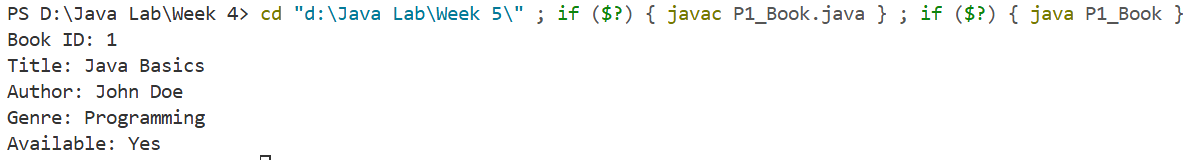 PS D:\Java Lab\Week 4> cd "d:\Java Lab\Week 5\" ; if ($?) { javac P1_Book.java } ; if ($?) { java P1_Book }
Book ID: 1
Title: Java Basics
Author: John Doe
Genre: Programming
Available: Yes